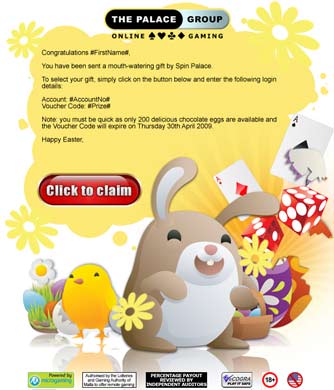 THE PALACE GROUP
ONLINE GAMING
Congratulations #FirstName#,
You have been sent a mouth-watering gift by Spin Palace.
To select your gift, simply click on the button below and enter the following login
details:
Account: #AccountNo#
Voucher Code: #Prize#
Note: you must be quick as only 200 delicious chocolate eggs are available and
the Voucher Code will expire on Thursday 30th April 2009.
Happy Easter,
A
A
Click to claim
Powered by
microgaming
Authorised by the Lotteries
and Gaming Authority of
Malta to offer remote gaming
PERCENTAGE PAYOUT
REVIEWED BY
INDEPENDENT AUDITORS
eCOGRA
PLAY IT SAFE
18+